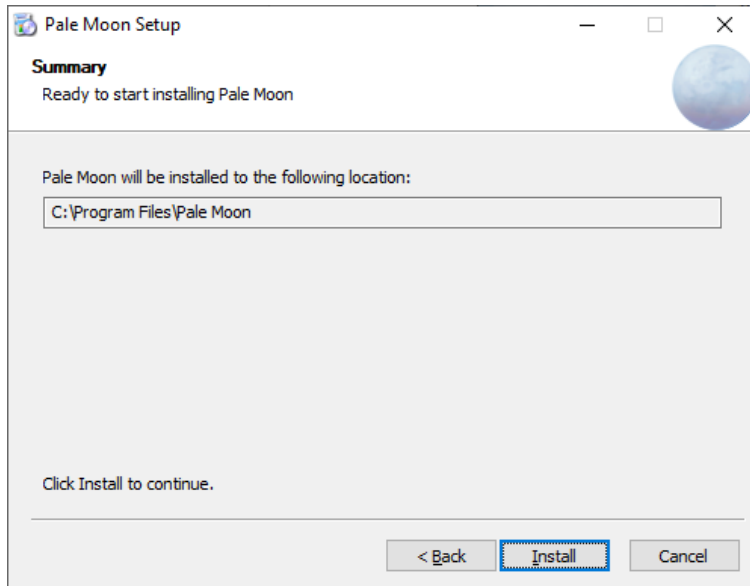 Pale Moon Setup
Summary
Ready to start installing Pale Moon
Pale Moon will be installed to the following location:
C:\Program Files\Pale Moon
Click Install to continue.
< Back Install Cancel